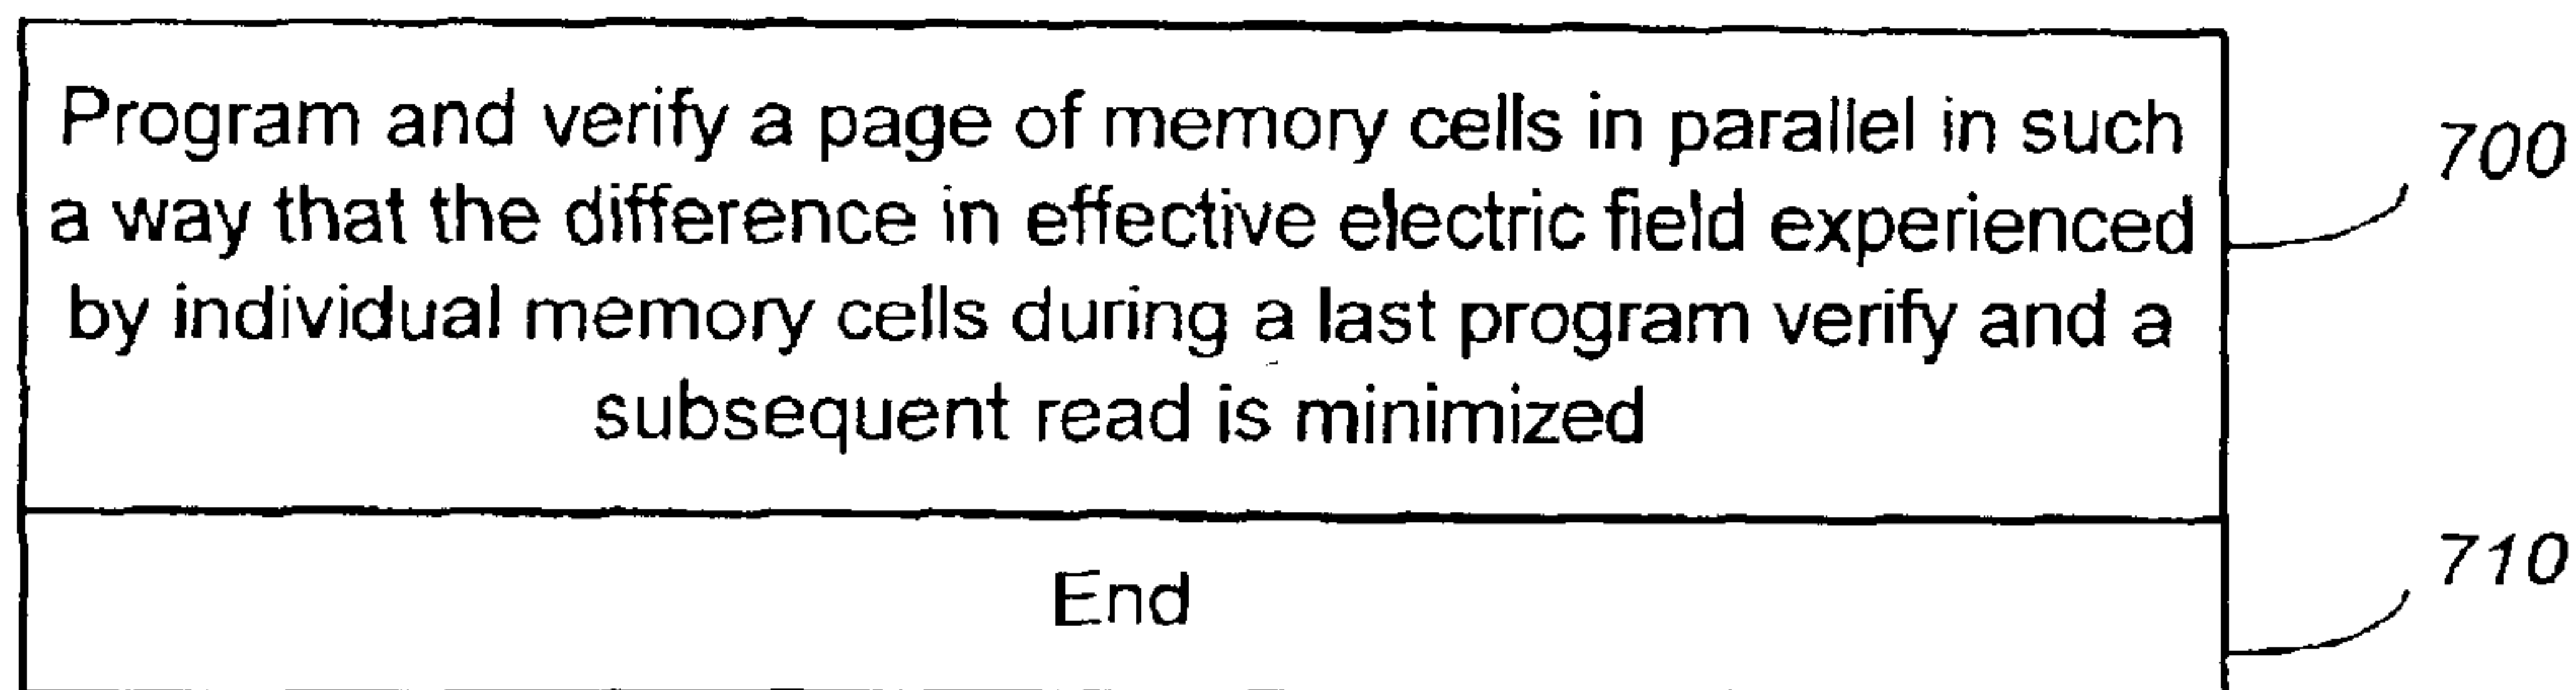 Program and verify a page of memory cells in parallel in such
700
a way that the difference in effective electric field experienced
by individual memory cells during a last program verify and a
subsequent read is minimized
710
End